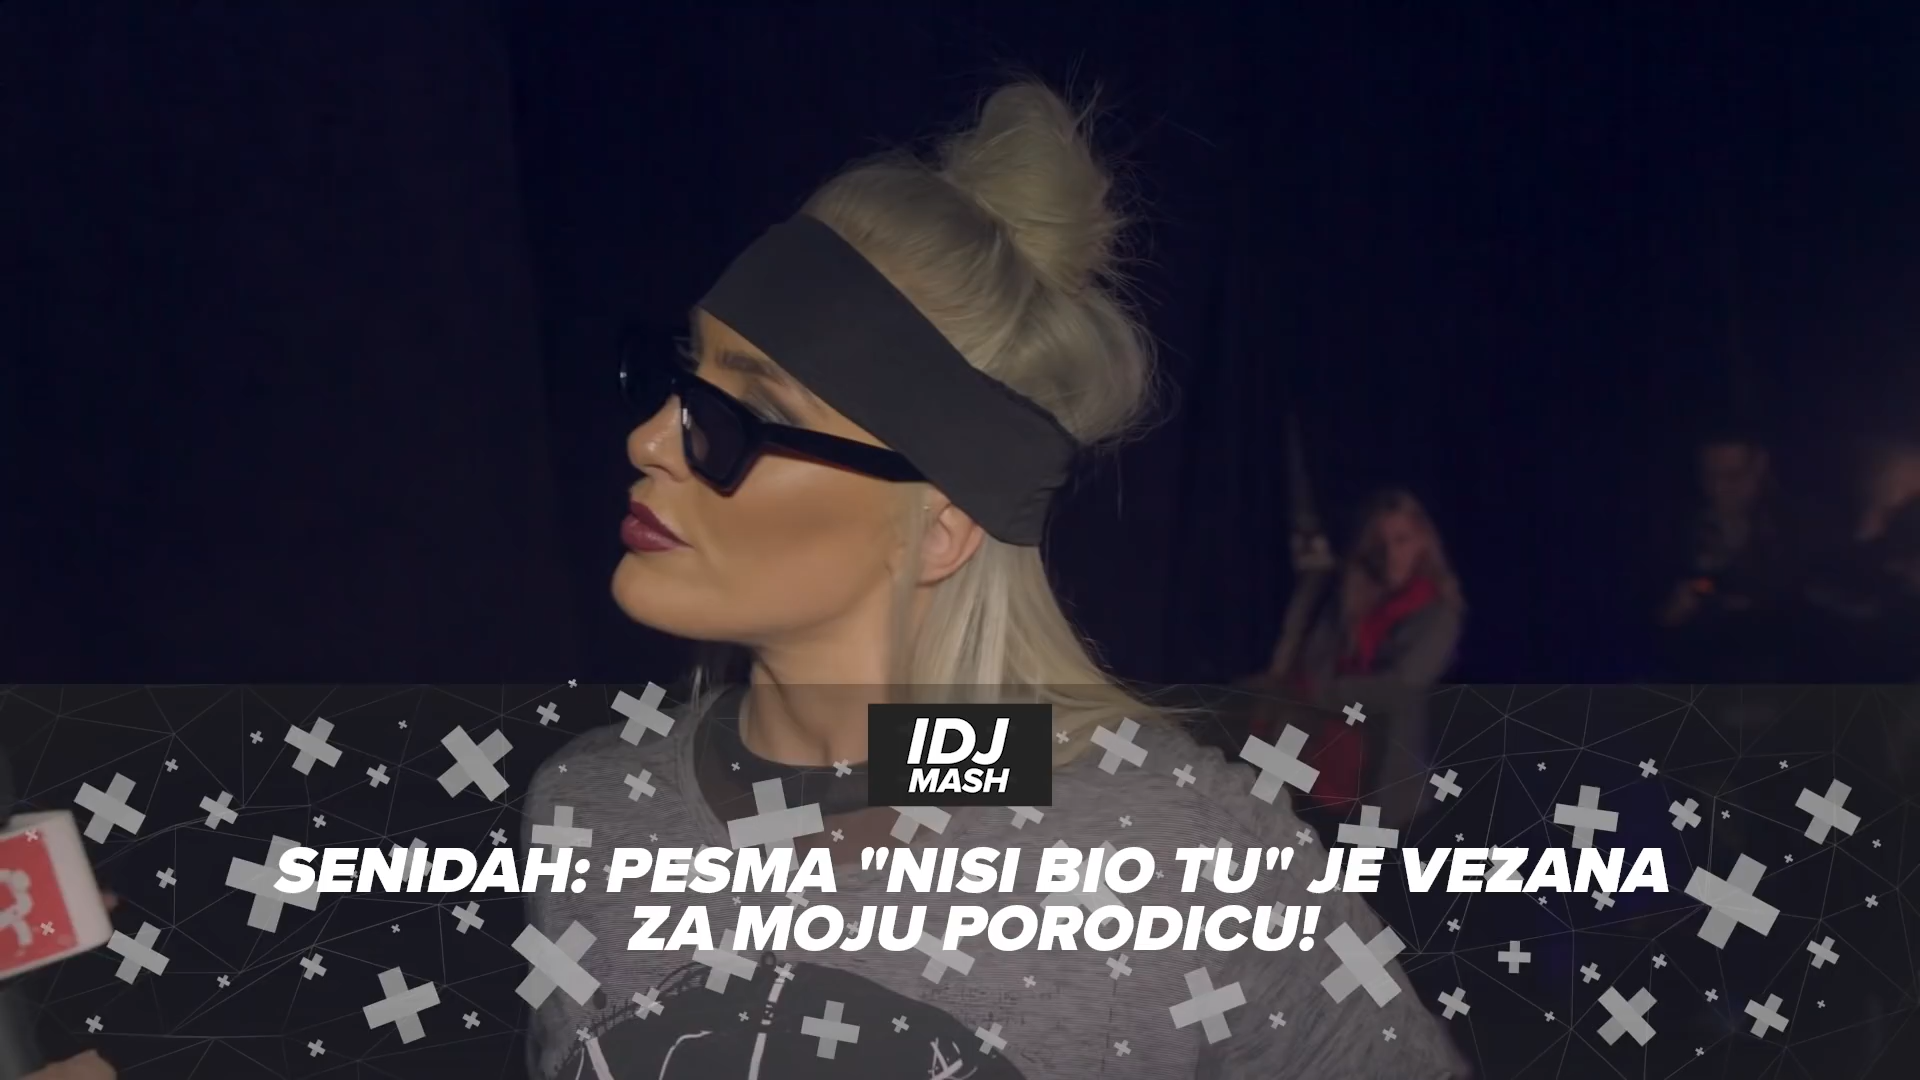 IDJ
MASH
SENIDAH: PESMA "NISI BIO TU" JE VEZANA
ZA MOJU PORODICU!